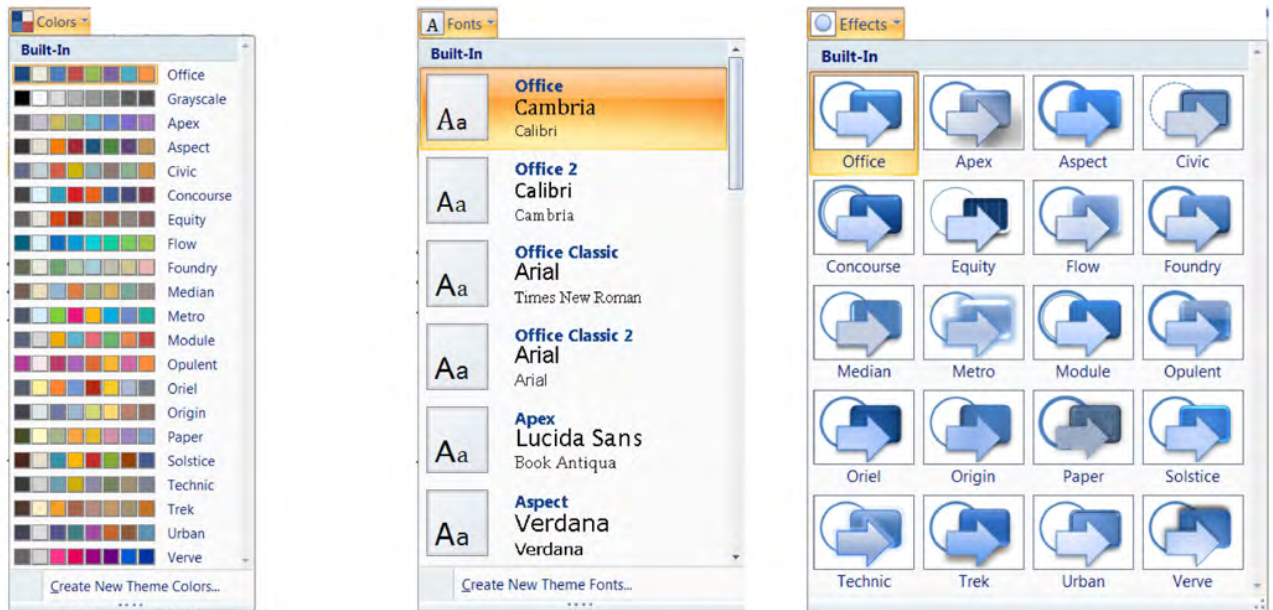 Colors
Built-In
Office
Grayscale
Apex
Aspect
Civic
Concourse
Equity
Flow
Foundry
Median
Metro
Module
Opulent
Oriel
Origin
Paper
Solstice
Technic
Trek
Urban
Verve
Create New Theme Colors...
A Fonts
Built-In
Aa
Office
Cambria
Calibri
Aa
Office 2
Calibri
Cambria
Aa
Office Classic
Arial
Times New Roman
Aa
Office Classic 2
Arial
Arial
Aa
Apex
Lucida Sans
Book Antiqua
Aa
Aspect
Verdana
Verdana
Create New Theme Fonts...
Effects
Built-In
Office Apex Aspect Civic
Concourse Equity Flow Foundry
Median Metro Module Opulent
Oriel Origin Paper Solstice
Technic Trek Urban Verve